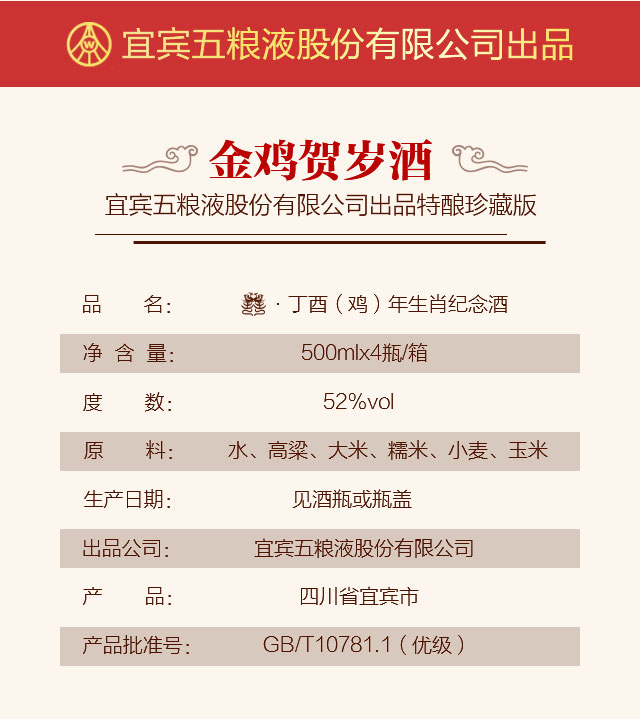 宜宾五粮液股份有限公司出品
金鸡贺岁酒
宜宾五粮液股份有限公司出品特酿珍藏版
品 名： ·丁酉（鸡）年生肖纪念酒
净 含 量： 500mlx4瓶/箱
度 数： 52%vol
原 料： 水、高粱、大米、糯米、小麦、玉米
生产日期： 见酒瓶或瓶盖
出品公司： 宜宾五粮液股份有限公司
产 品： 四川省宜宾市
产品批准号： GB/T10781.1（优级）